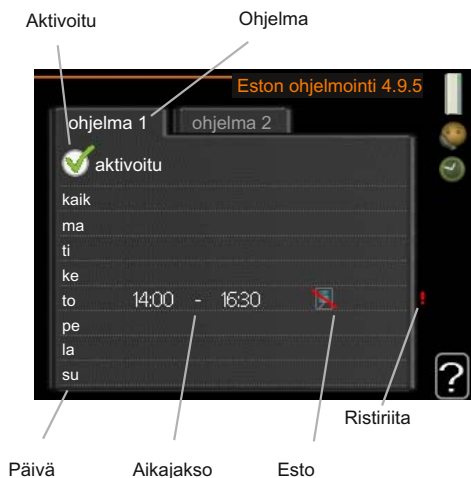 Aktivoitu
Ohjelma
Eston ohjelmointi 4.9.5
ohjelma 1
ohjelma 2
aktivoitu
kaik
ma
ti
ke
to 14:00 - 16:30 !
pe
la
su
?
Ristiriita
Päivä
Aikajakso
Esto